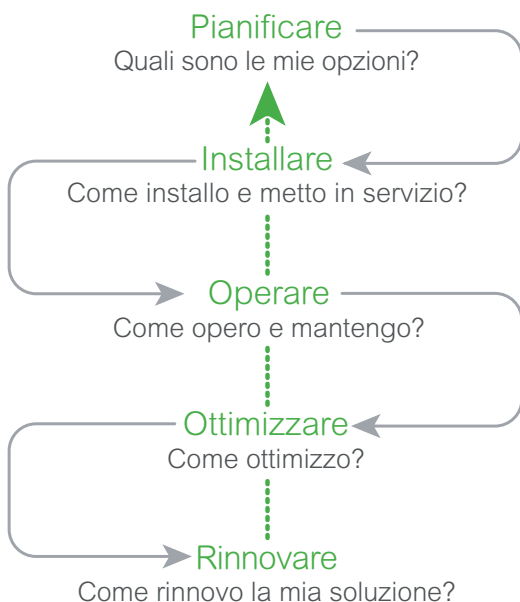 Pianificare
Quali sono le mie opzioni?
Installare
Come installo e metto in servizio?
Operare
Come opero e mantengo?
Ottimizzare
Come ottimizzo?
Rinnovare
Come rinnovo la mia soluzione?